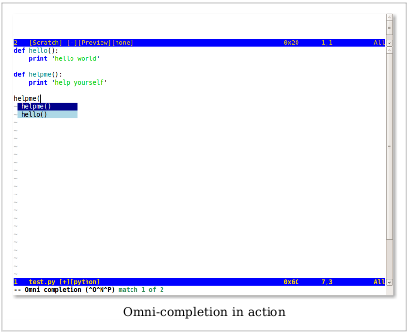 2 [Scratch] [-][Preview][none] 0x20 1,1 All
def hello():
print 'hello world'
def helpme():
print 'help yourself'
helpme(
helpme()
hello()
1 test.py [+][python] 0x6C 7,3 All
-- Omni completion (^O^N^P) match 1 of 2
Omni-completion in action